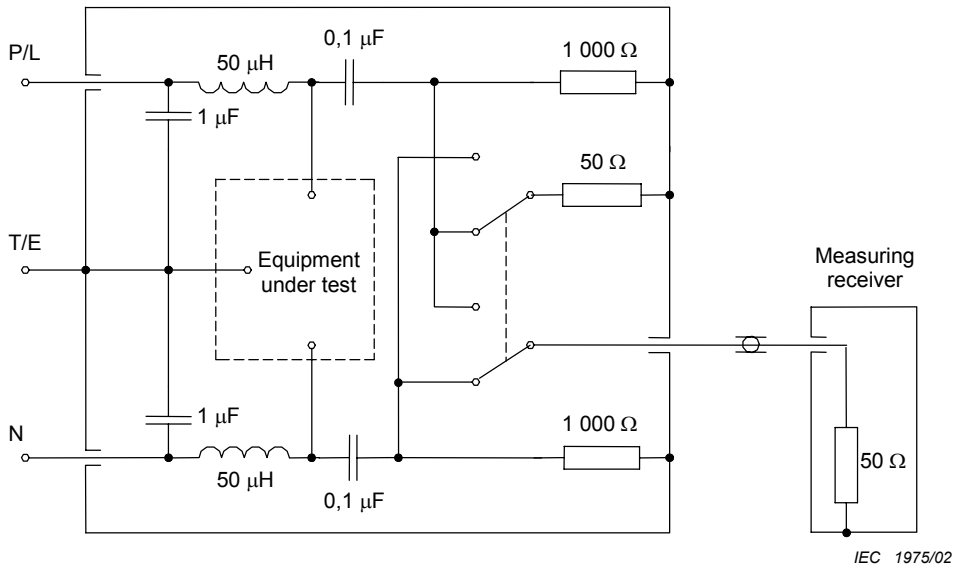 P/L
50 μH
0,1 μF
1 000 Ω
1 μF
50 Ω
T/E
Equipment
under test
Measuring
receiver
1 μF
N
50 μH
0,1 μF
1 000 Ω
50 Ω
IEC 1975/02